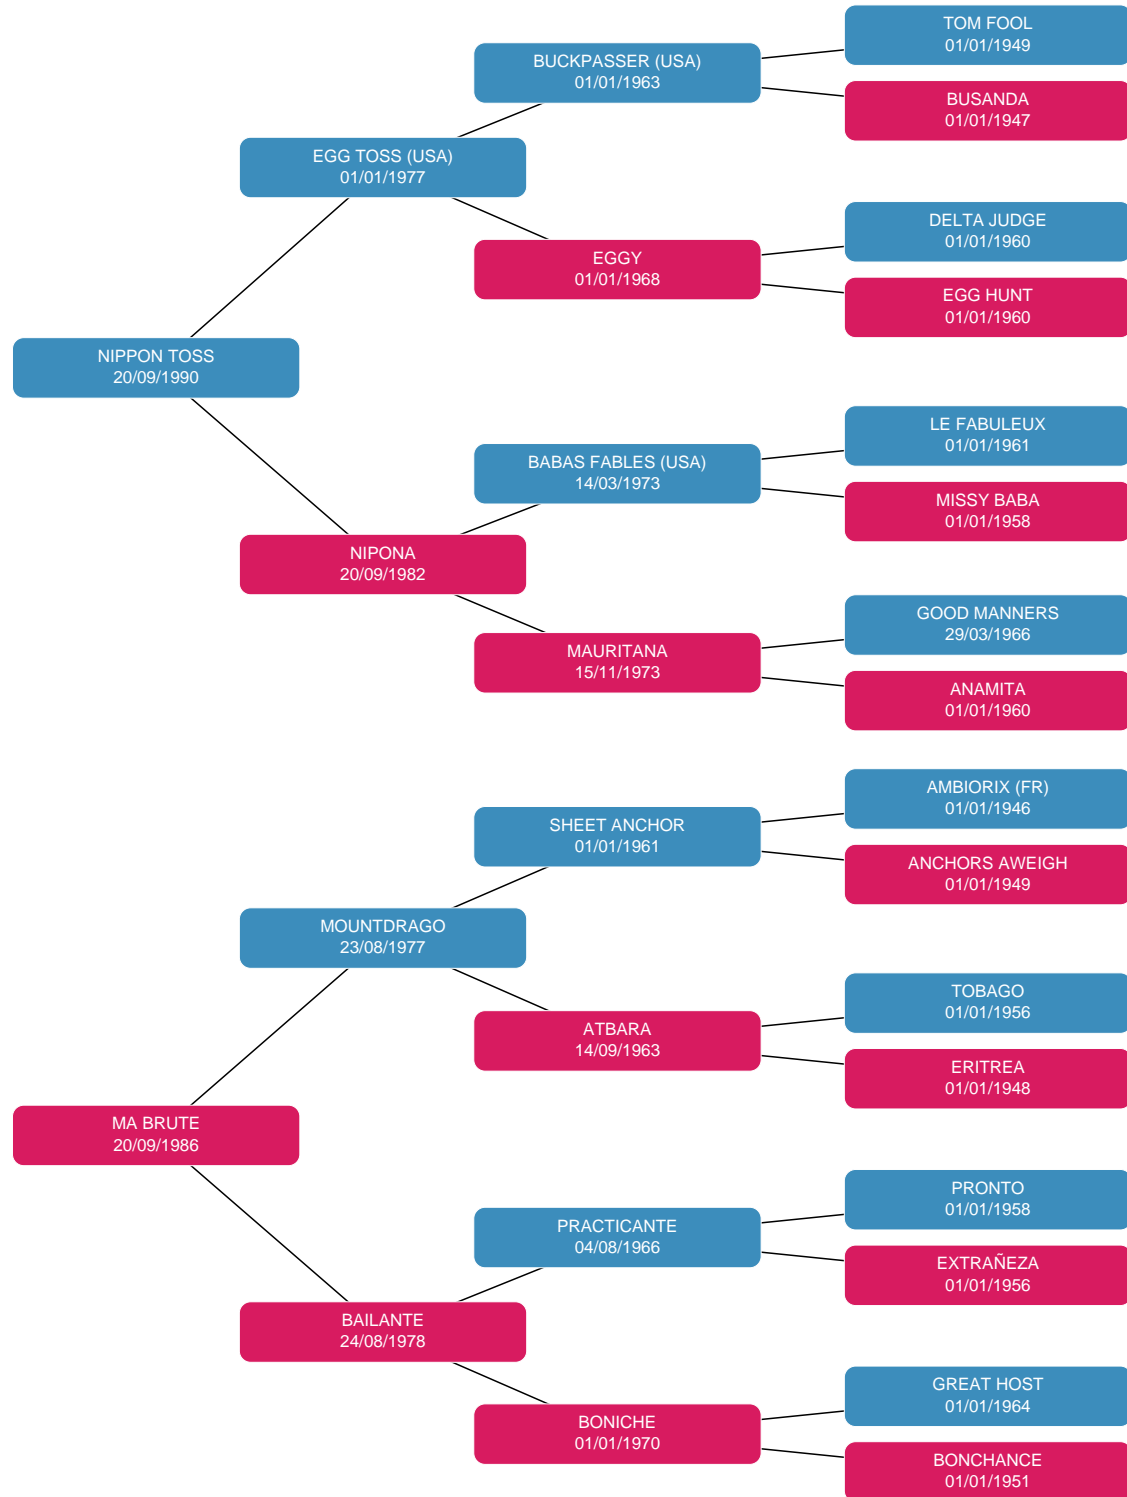 TOM FOOL
01/01/1949
BUCKPASSER (USA)
01/01/1963
BUSANDA
01/01/1947
EGG TOSS (USA)
01/01/1977
DELTA JUDGE
01/01/1960
EGGY
01/01/1968
EGG HUNT
01/01/1960
NIPPON TOSS
20/09/1990
LE FABULEUX
01/01/1961
BABAS FABLES (USA)
14/03/1973
MISSY BABA
01/01/1958
NIPONA
20/09/1982
GOOD MANNERS
29/03/1966
MAURITANA
15/11/1973
ANAMITA
01/01/1960
AMBIORIX (FR)
01/01/1946
SHEET ANCHOR
01/01/1961
ANCHORS AWEIGH
01/01/1949
MOUNTDRAGO
23/08/1977
TOBAGO
01/01/1956
ATBARA
14/09/1963
ERITREA
01/01/1948
MA BRUTE
20/09/1986
PRONTO
01/01/1958
PRACTICANTE
04/08/1966
EXTRAÑEZA
01/01/1956
BAILANTE
24/08/1978
GREAT HOST
01/01/1964
BONICHE
01/01/1970
BONCHANCE
01/01/1951